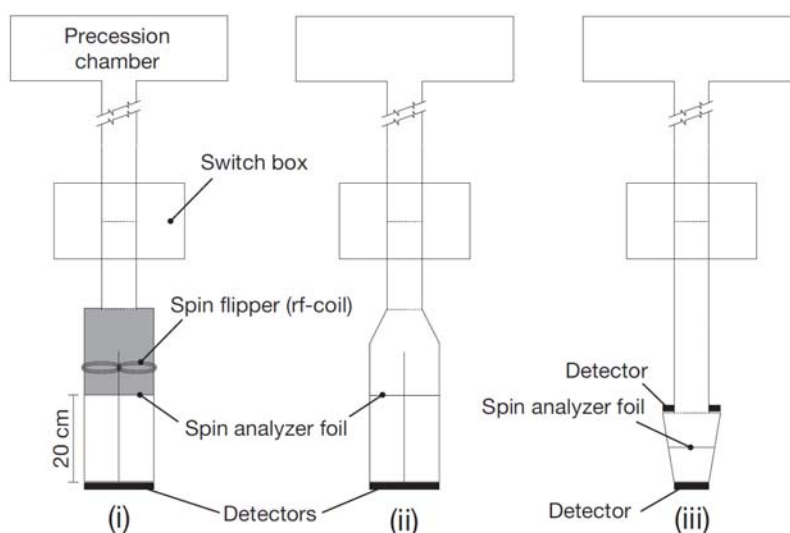 Precession
chamber
Switch box
Spin flipper (rf-coil)
Detector
Spin analyzer foil
Spin analyzer foil
20 cm
Detectors
Detector
(i)
(ii)
(iii)